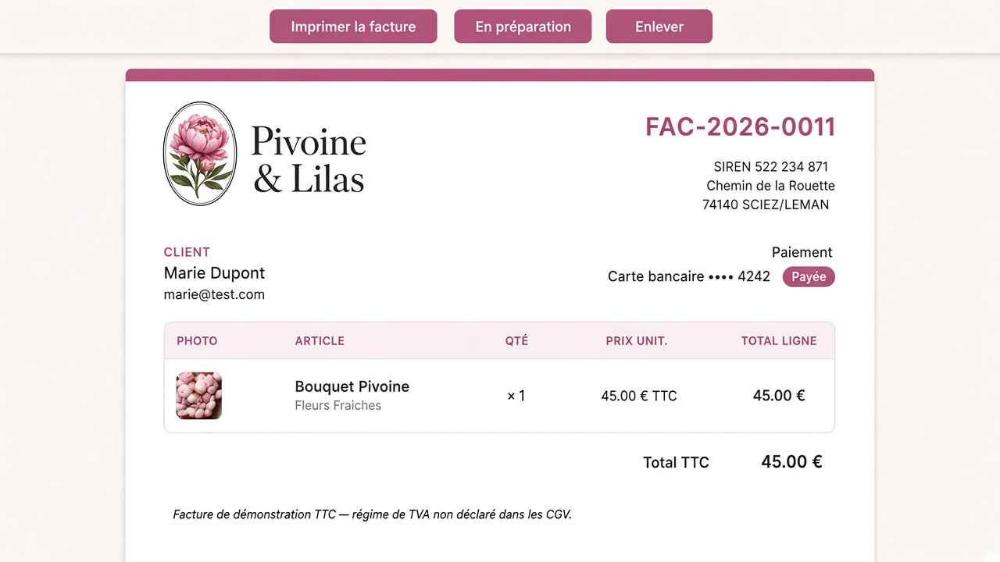 Imprimer la facture
En préparation
Enlever
Pivoine
& Lilas
FAC-2026-0011
SIREN 522 234 871
Chemin de la Rouette
74140 SCIEZ/LEMAN
CLIENT
Marie Dupont
marie@test.com
Paiement
Carte bancaire •••• 4242 Payée
PHOTO ARTICLE QTÉ PRIX UNIT. TOTAL LIGNE
Bouquet Pivoine
Fleurs Fraiches
× 1 45.00 € TTC 45.00 €
Total TTC 45.00 €
Facture de démonstration TTC — régime de TVA non déclaré dans les CGV.